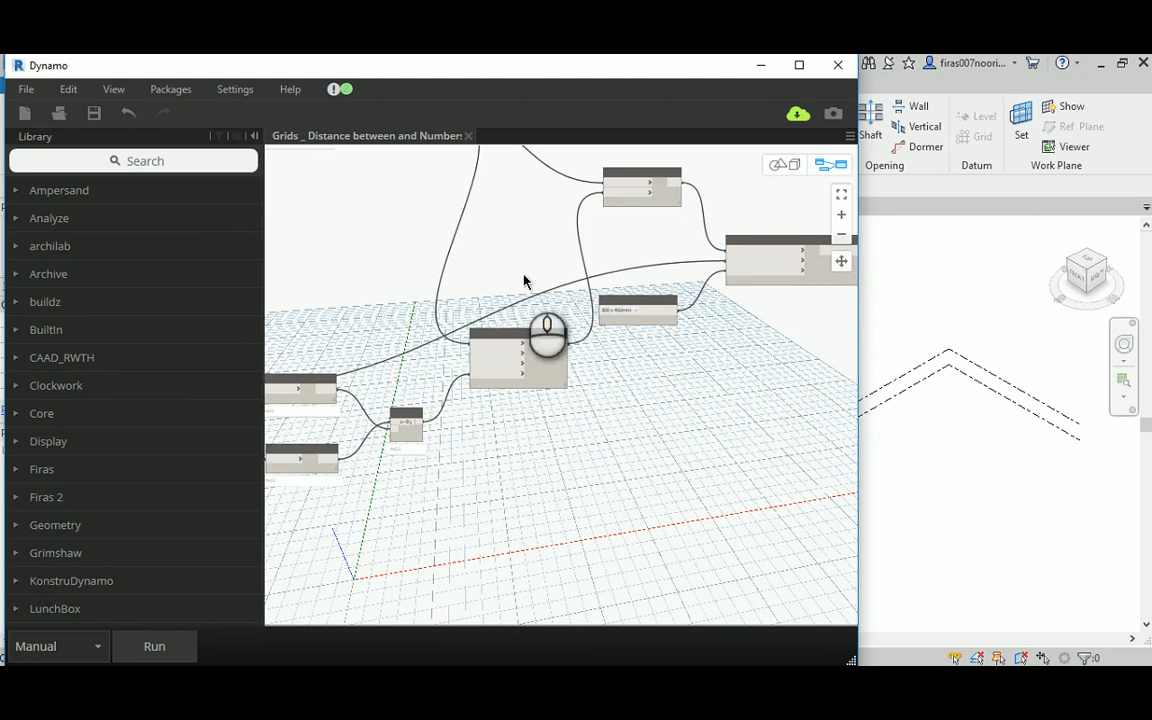 Dynamo
File Edit View Packages Settings Help
Library
Grids _ Distance between and Number:
Search
Ampersand
Analyze
archilab
Archive
buildz
BuiltIn
CAAD_RWTH
Clockwork
Core
Display
Firas
Firas 2
Geometry
Grimshaw
KonstruDynamo
LunchBox
Manual
Run
firas007noori...
Shaft
Wall
Vertical
Dormer
Opening
Level
Grid
Datum
Set
Show
Ref Plane
Viewer
Work Plane
FRONT
:0